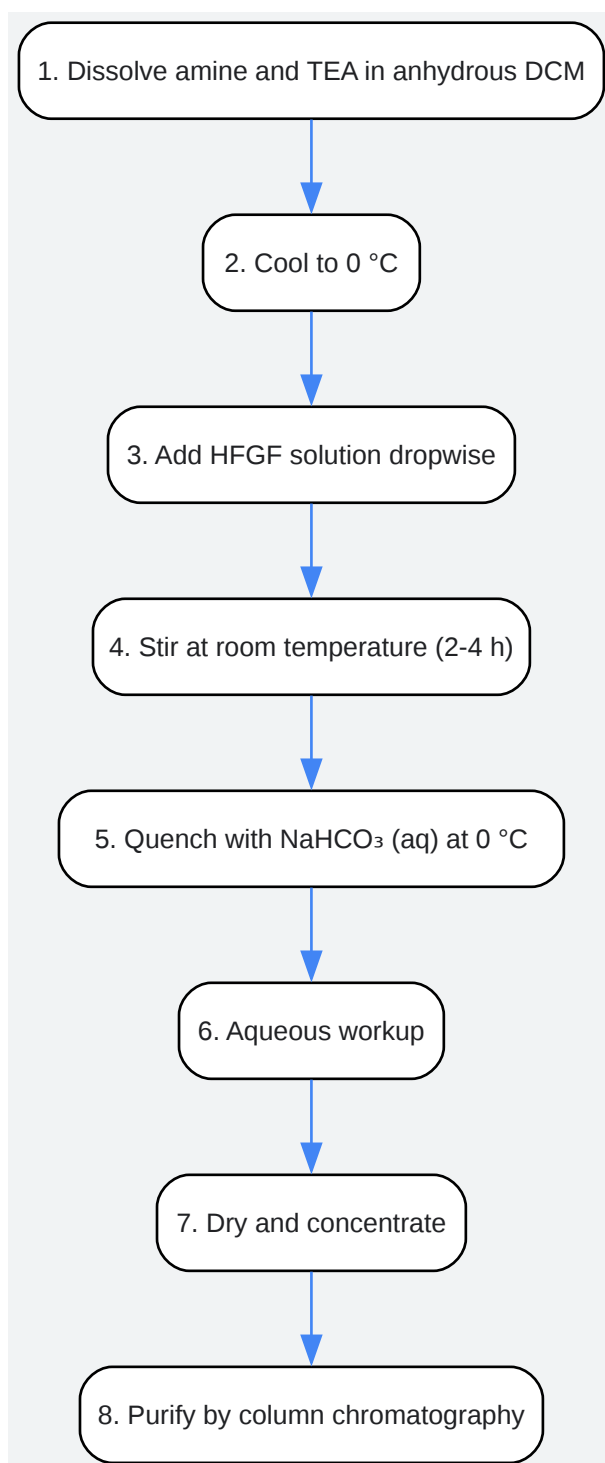 1. Dissolve amine and TEA in anhydrous DCM
2. Cool to 0 °C
3. Add HFGF solution dropwise
4. Stir at room temperature (2-4 h)
5. Quench with NaHCO₃ (aq) at 0 °C
6. Aqueous workup
7. Dry and concentrate
8. Purify by column chromatography